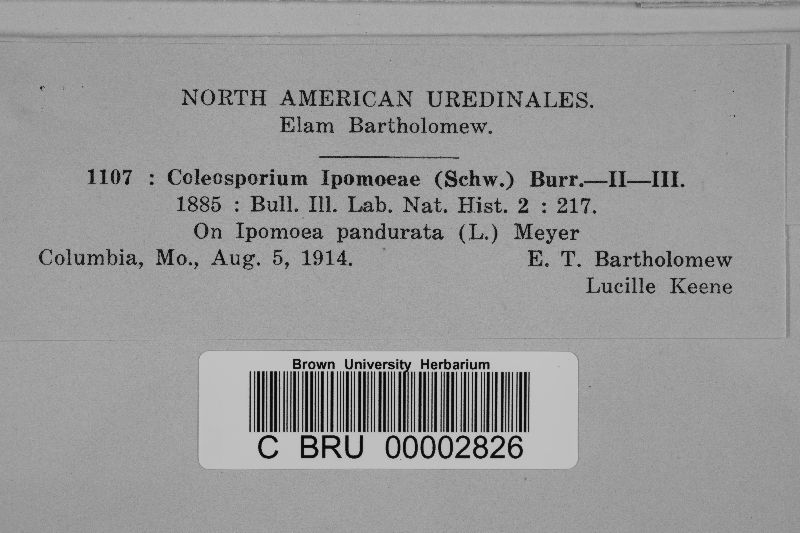 NORTH AMERICAN UREDINALES.
Elam Bartholomew.
1107 : Coleosporium Ipomoeae (Schw.) Burr.—II—III.
1885 : Bull. Ill. Lab. Nat. Hist. 2 : 217.
On Ipomoea pandurata (L.) Meyer
Columbia, Mo., Aug. 5, 1914. E. T. Bartholomew
Lucille Keene
Brown University Herbarium
C BRU 00002826